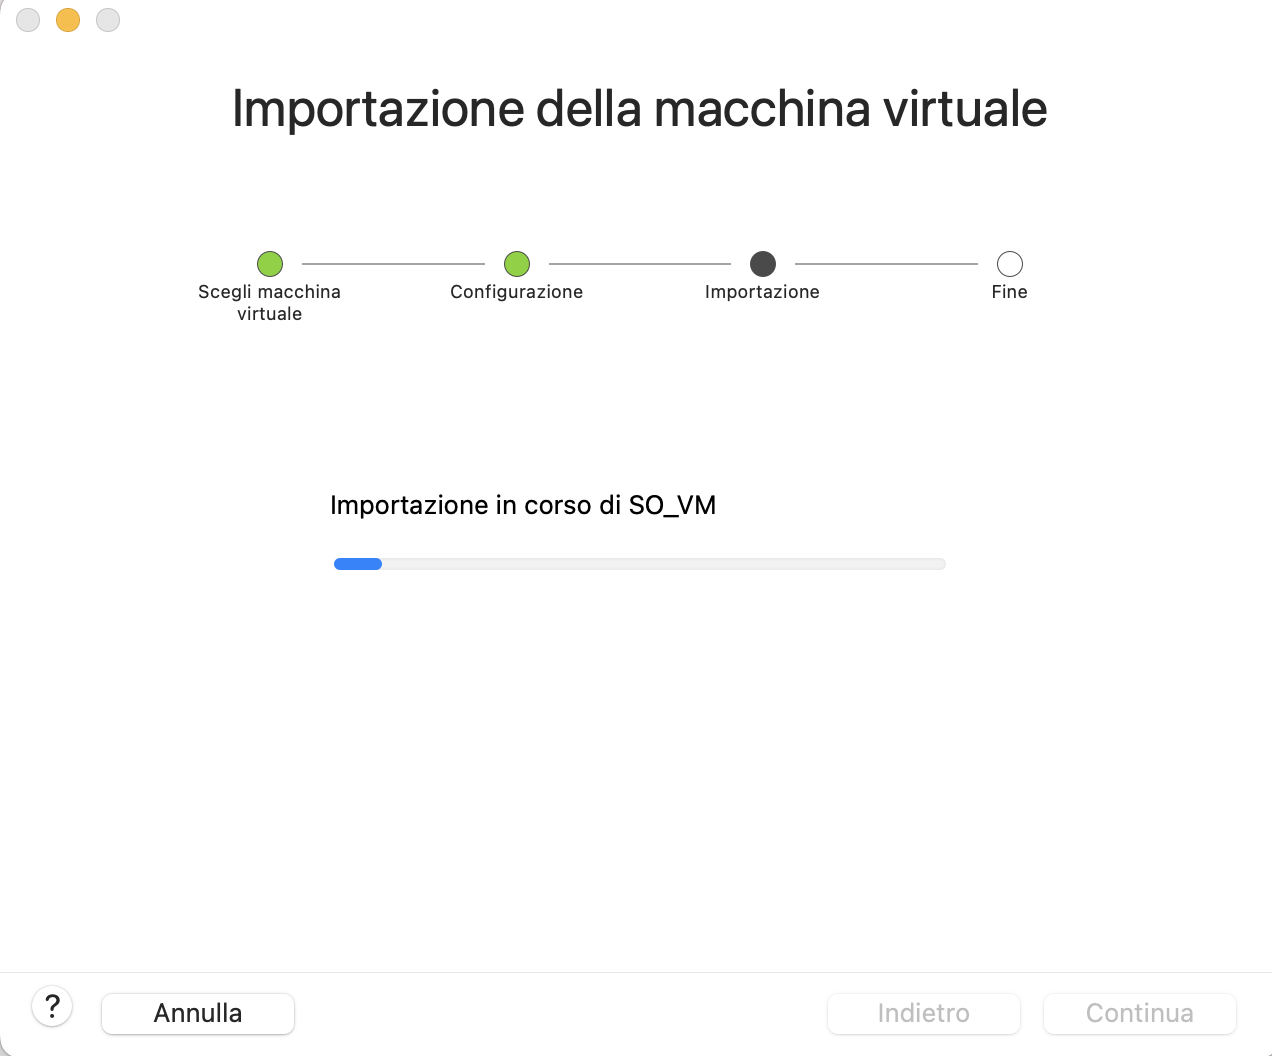 Importazione della macchina virtuale
Scegli macchina
virtuale
Configurazione
Importazione
Fine
Importazione in corso di SO_VM
?
Annulla
Indietro
Continua